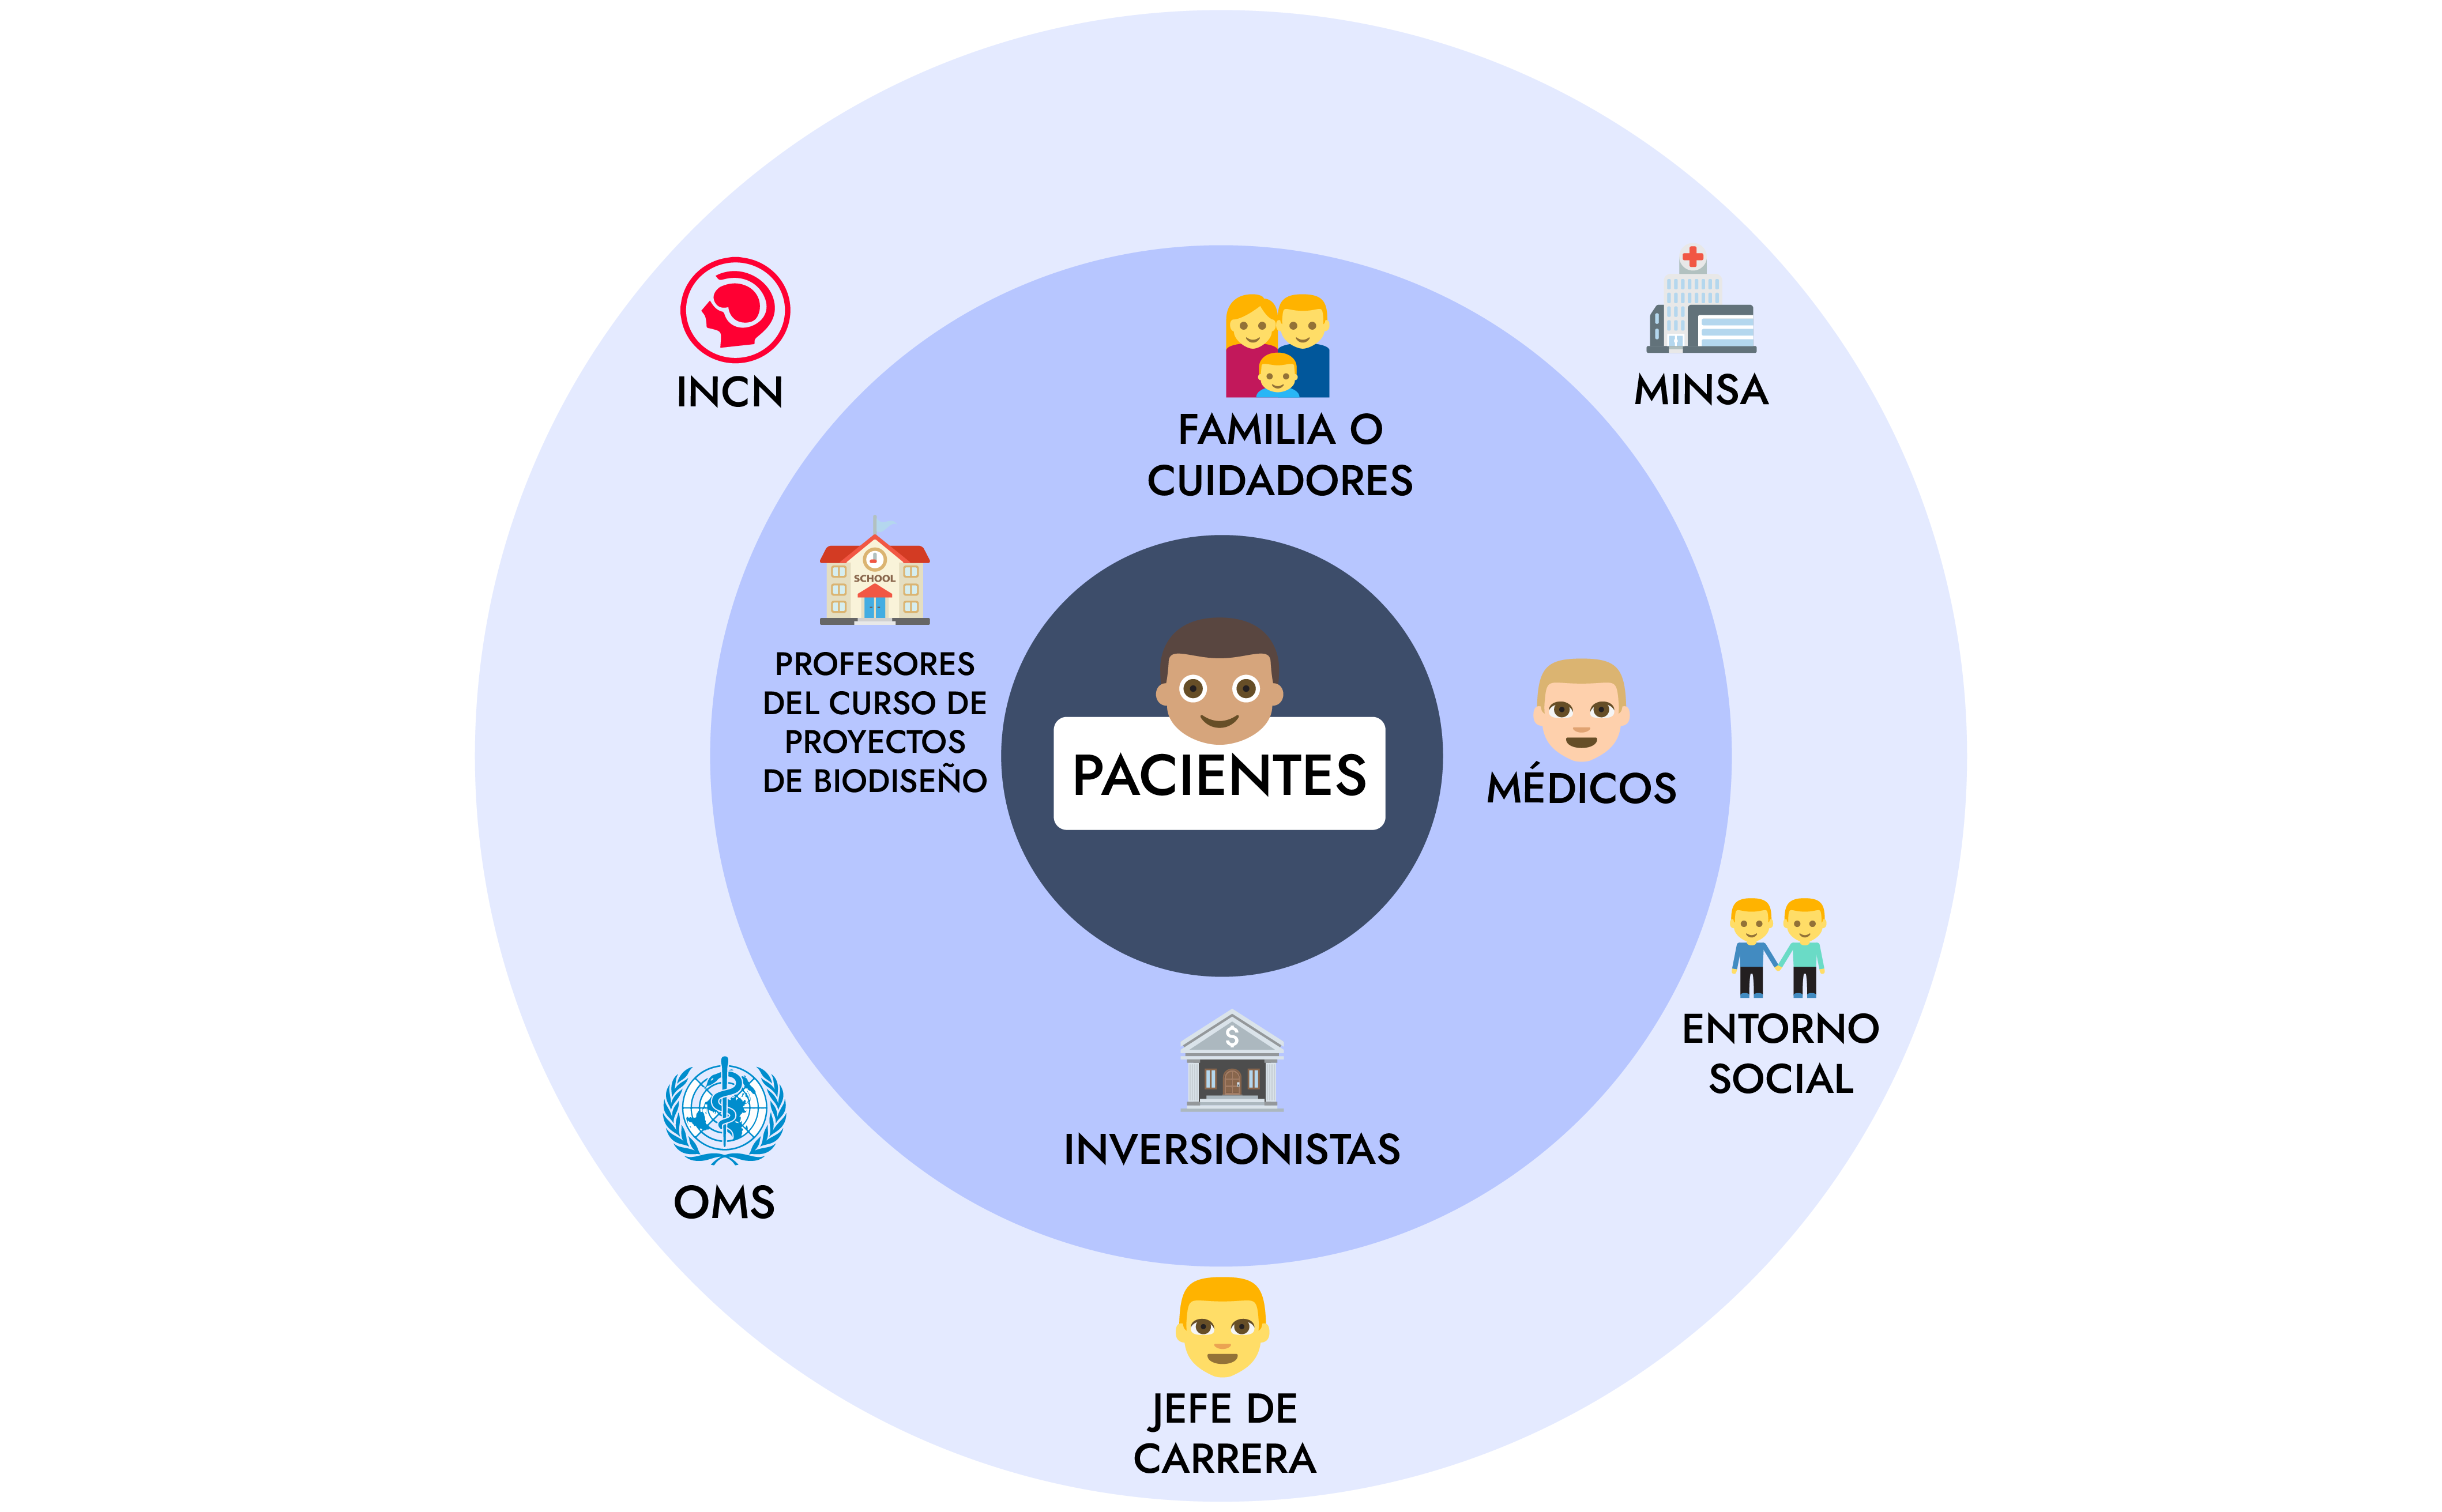 INCN
MINSA
FAMILIA O
CUIDADORES
SCHOOL
PROFESORES
DEL CURSO DE
PROYECTOS
DE BIODISEÑO
PACIENTES
MÉDICOS
ENTORNO
SOCIAL
$
INVERSIONISTAS
OMS
JEFE DE
CARRERA